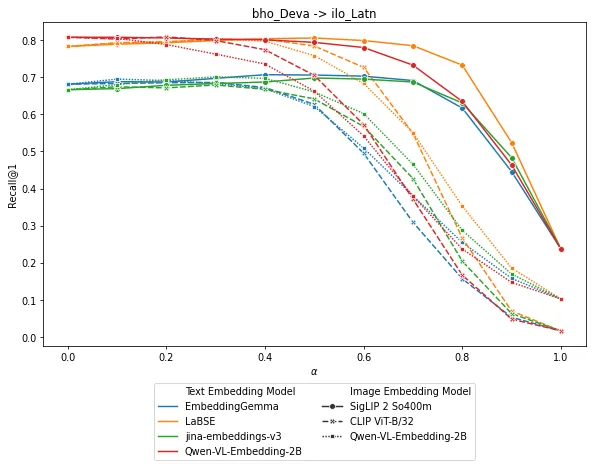 bho_Deva -> ilo_Latn
Recall@1
0.8
0.7
0.6
0.5
0.4
0.3
0.2
0.1
0.0
0.0 0.2 0.4 0.6 0.8 1.0
α
Text Embedding Model
EmbeddingGemma
LaBSE
jina-embeddings-v3
Qwen-VL-Embedding-2B
Image Embedding Model
SigLIP 2 So400m
CLIP ViT-B/32
Qwen-VL-Embedding-2B